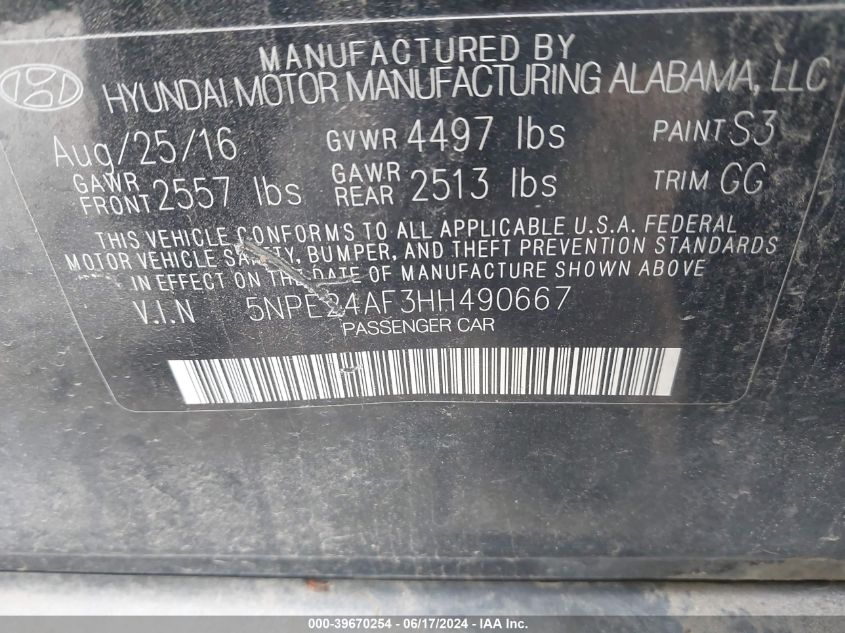 MANUFACTURED BY
HYUNDAI MOTOR MANUFACTURING ALABAMA, LLC
Aug/25/16 GVWR 4497 lbs PAINT S3
GAWR FRONT 2557 lbs GAWR REAR 2513 lbs TRIM GG
THIS VEHICLE CONFORMS TO ALL APPLICABLE U.S.A. FEDERAL
MOTOR VEHICLE SAFETY, BUMPER, AND THEFT PREVENTION STANDARDS
IN EFFECT ON THE DATE OF MANUFACTURE SHOWN ABOVE
V.I.N 5NPE24AF3HH490667
PASSENGER CAR
000-39670254 - 06/17/2024 - IAA Inc.